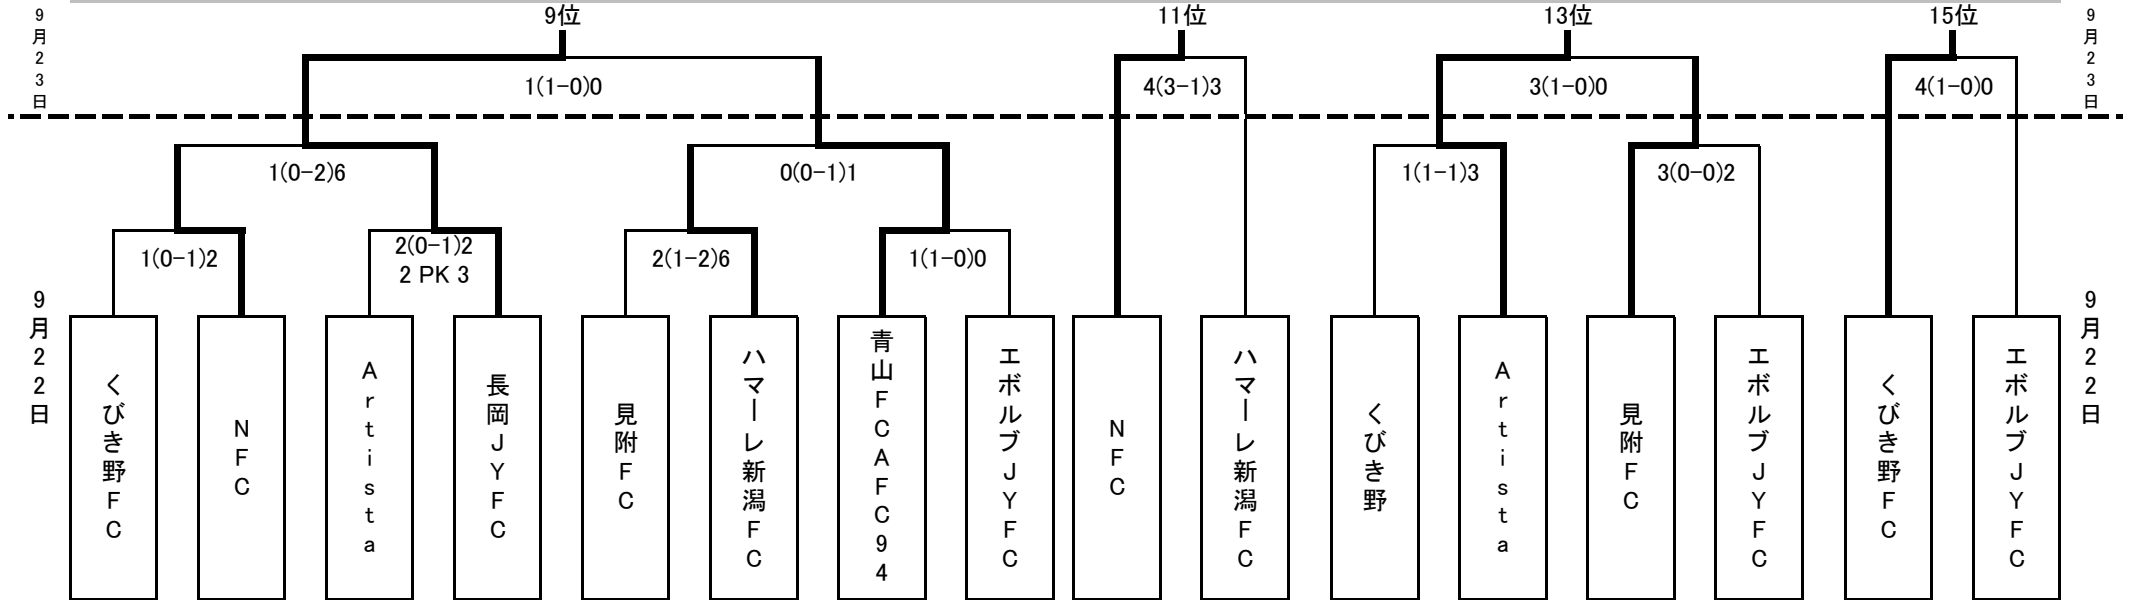 9位
11位
13位
15位
9月23日
9月23日
1(1-0)0
4(3-1)3
3(1-0)0
4(1-0)0
1(0-2)6
0(0-1)1
1(1-1)3
3(0-0)2
1(0-1)2
2(0-1)2
2 PK 3
2(1-2)6
1(1-0)0
9月22日
9月22日
くびき野FC
NFC
Artista
長岡JYFC
見附FC
ハマーレ新潟FC
青山FCAFC94
エボルブJYFC
NFC
ハマーレ新潟FC
くびき野
Artista
見附FC
エボルブJYFC
くびき野FC
エボルブJYFC